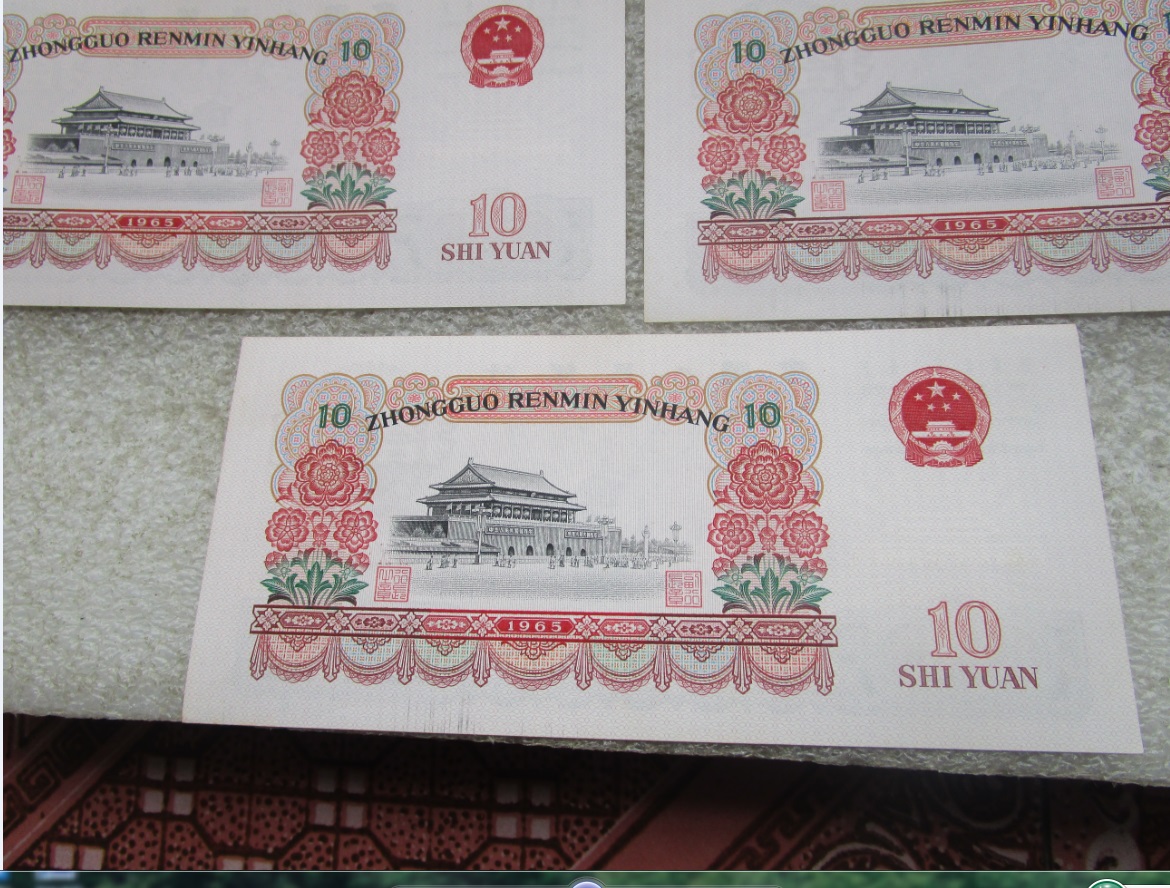 ZHONGGUO RENMIN YINHANG 10
1965
10
SHI YUAN
10 ZHONGGUO RENMIN YINHANG
1965
10 ZHONGGUO RENMIN YINHANG 10
1965
10
SHI YUAN